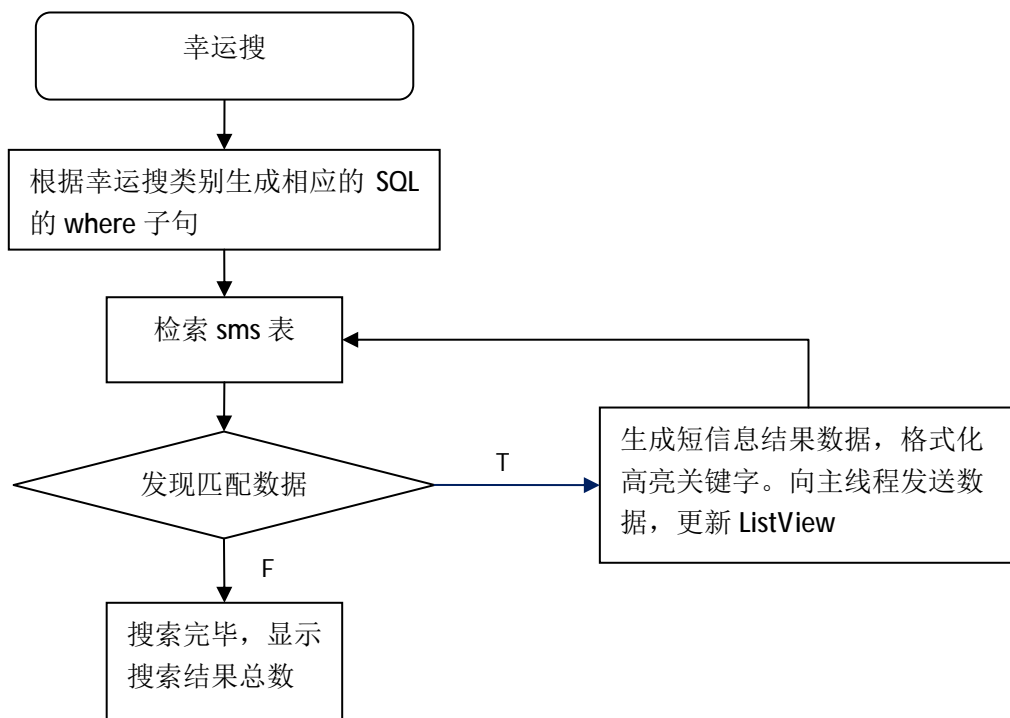 幸运搜
根据幸运搜类别生成相应的 SQL
的 where 子句
检索 sms 表
发现匹配数据
T
生成短信息结果数据，格式化
高亮关键字。向主线程发送数
据，更新 ListView
F
搜索完毕，显示
搜索结果总数